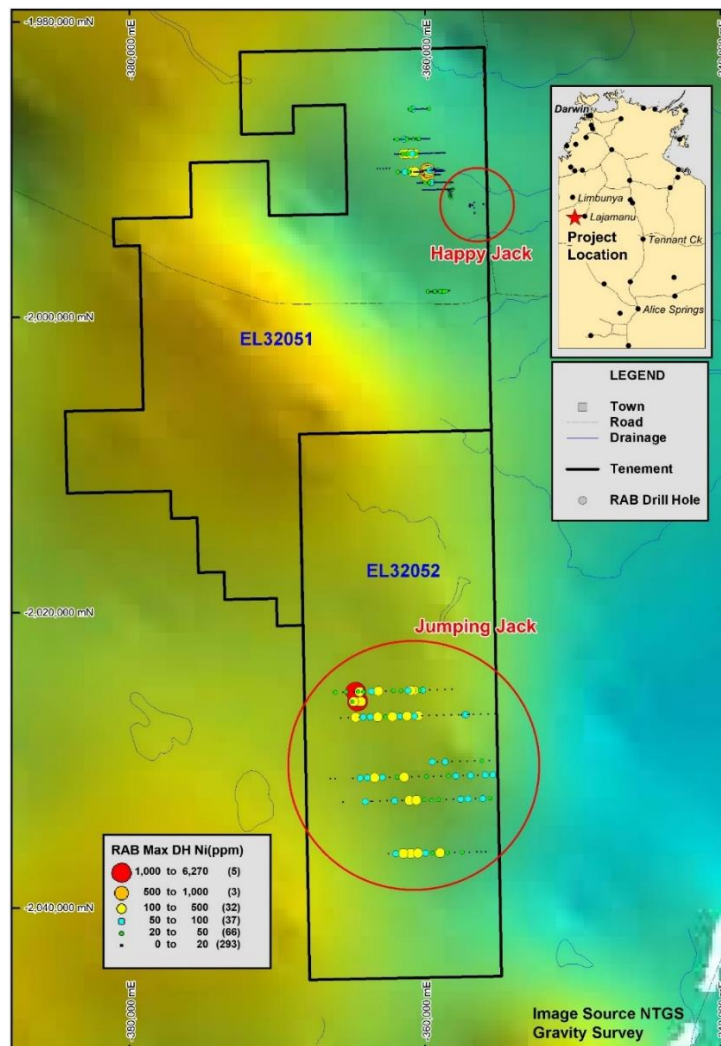 -1,980,000 mN
-380,000 mE
-360,000 mE
Darwin
Limbunya
Lajamanu
Project
Location
Tennant Ck
Alice Springs
Happy Jack
-2,000,000 mN
EL32051
LEGEND
Town
Road
Drainage
Tenement
RAB Drill Hole
EL32052
-2,020,000 mN
Jumping Jack
RAB Max DH Ni(ppm)
1,000 to 6,270 (5)
500 to 1,000 (3)
100 to 500 (32)
50 to 100 (37)
20 to 50 (66)
0 to 20 (293)
-2,040,000 mN
-380,000 mE
-360,000 mE
Image Source NTGS
Gravity Survey